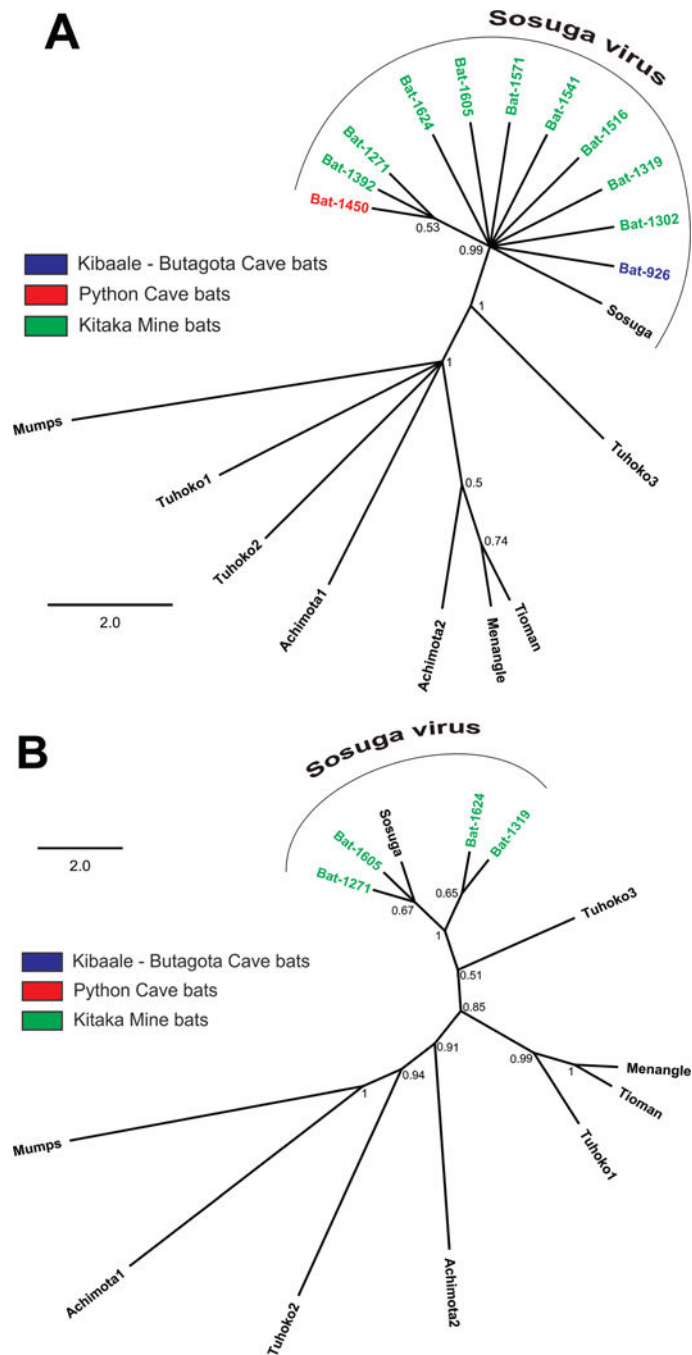 A
Sosuga virus
Bat-1624
Bat-1605
Bat-1571
Bat-1541
Bat-1516
Bat-1319
Bat-1302
Bat-926
Sosuga
Bat-1271
Bat-1392
Bat-1450
0.53
0.99
Kibaale - Butagota Cave bats
Python Cave bats
Kitaka Mine bats
1
1
Mumps
Tuhoko1
Tuhoko2
Achimota1
Tuhoko3
0.5
0.74
Achimota2
Menangle
Tioman
2.0
B
Sosuga virus
2.0
Sosuga
Bat-1605
Bat-1271
Bat-1624
Bat-1319
0.67
0.65
1
Tuhoko3
0.51
0.85
Kibaale - Butagota Cave bats
Python Cave bats
Kitaka Mine bats
0.91
0.94
1
0.99
1
Menangle
Tioman
Tuhoko1
Mumps
Achimota1
Tuhoko2
Achimota2